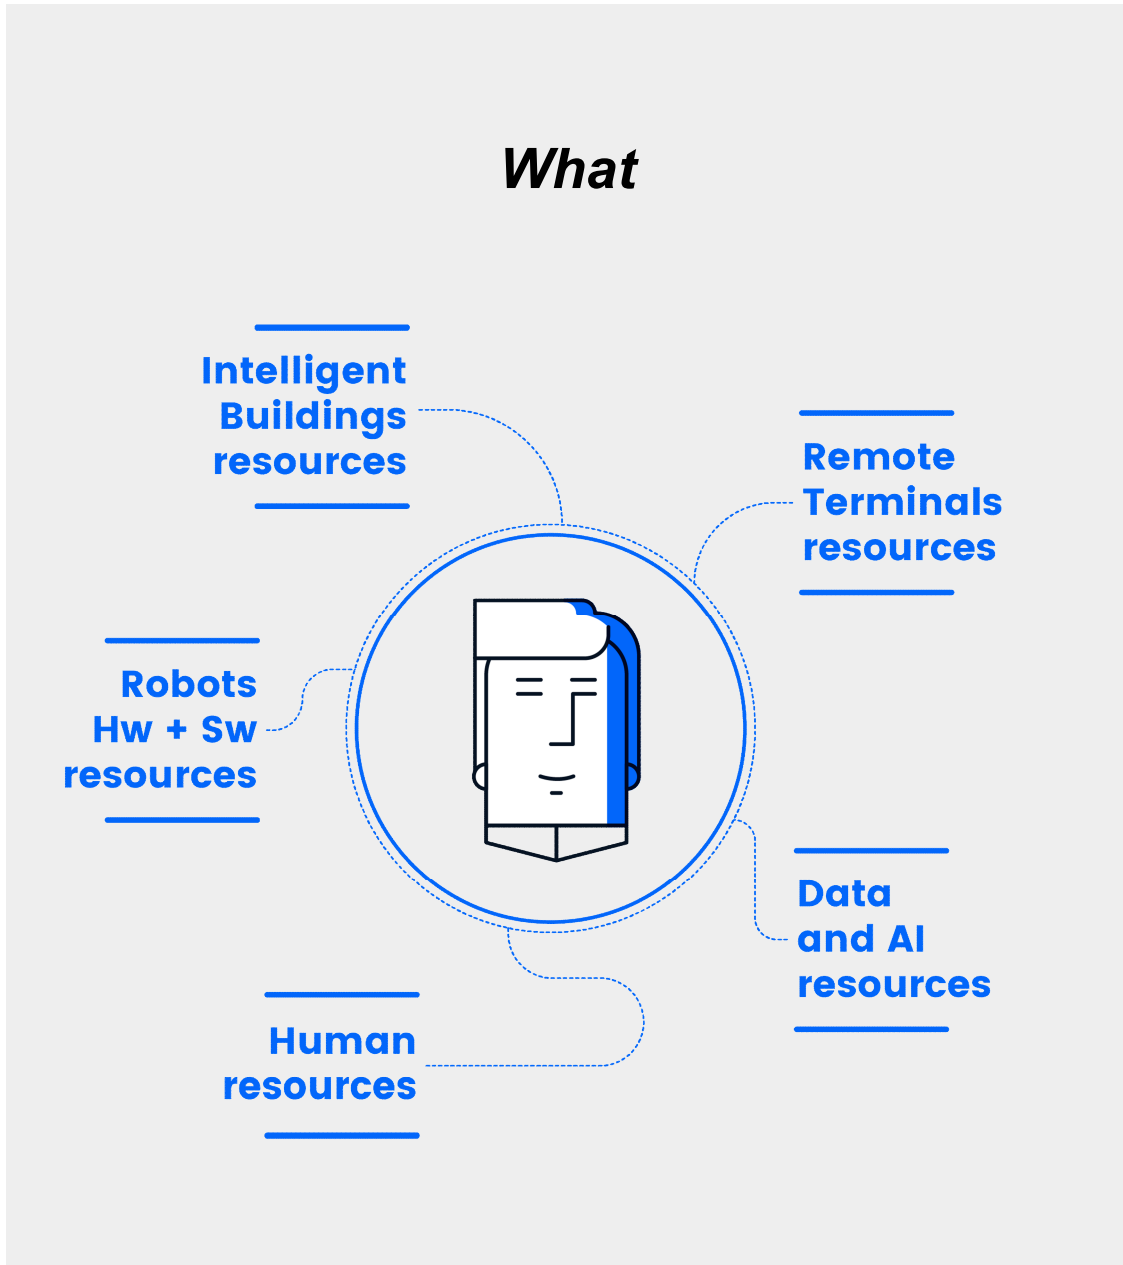 What
Intelligent
Buildings
resources
Remote
Terminals
resources
Robots
Hw + Sw
resources
Data
and AI
resources
Human
resources